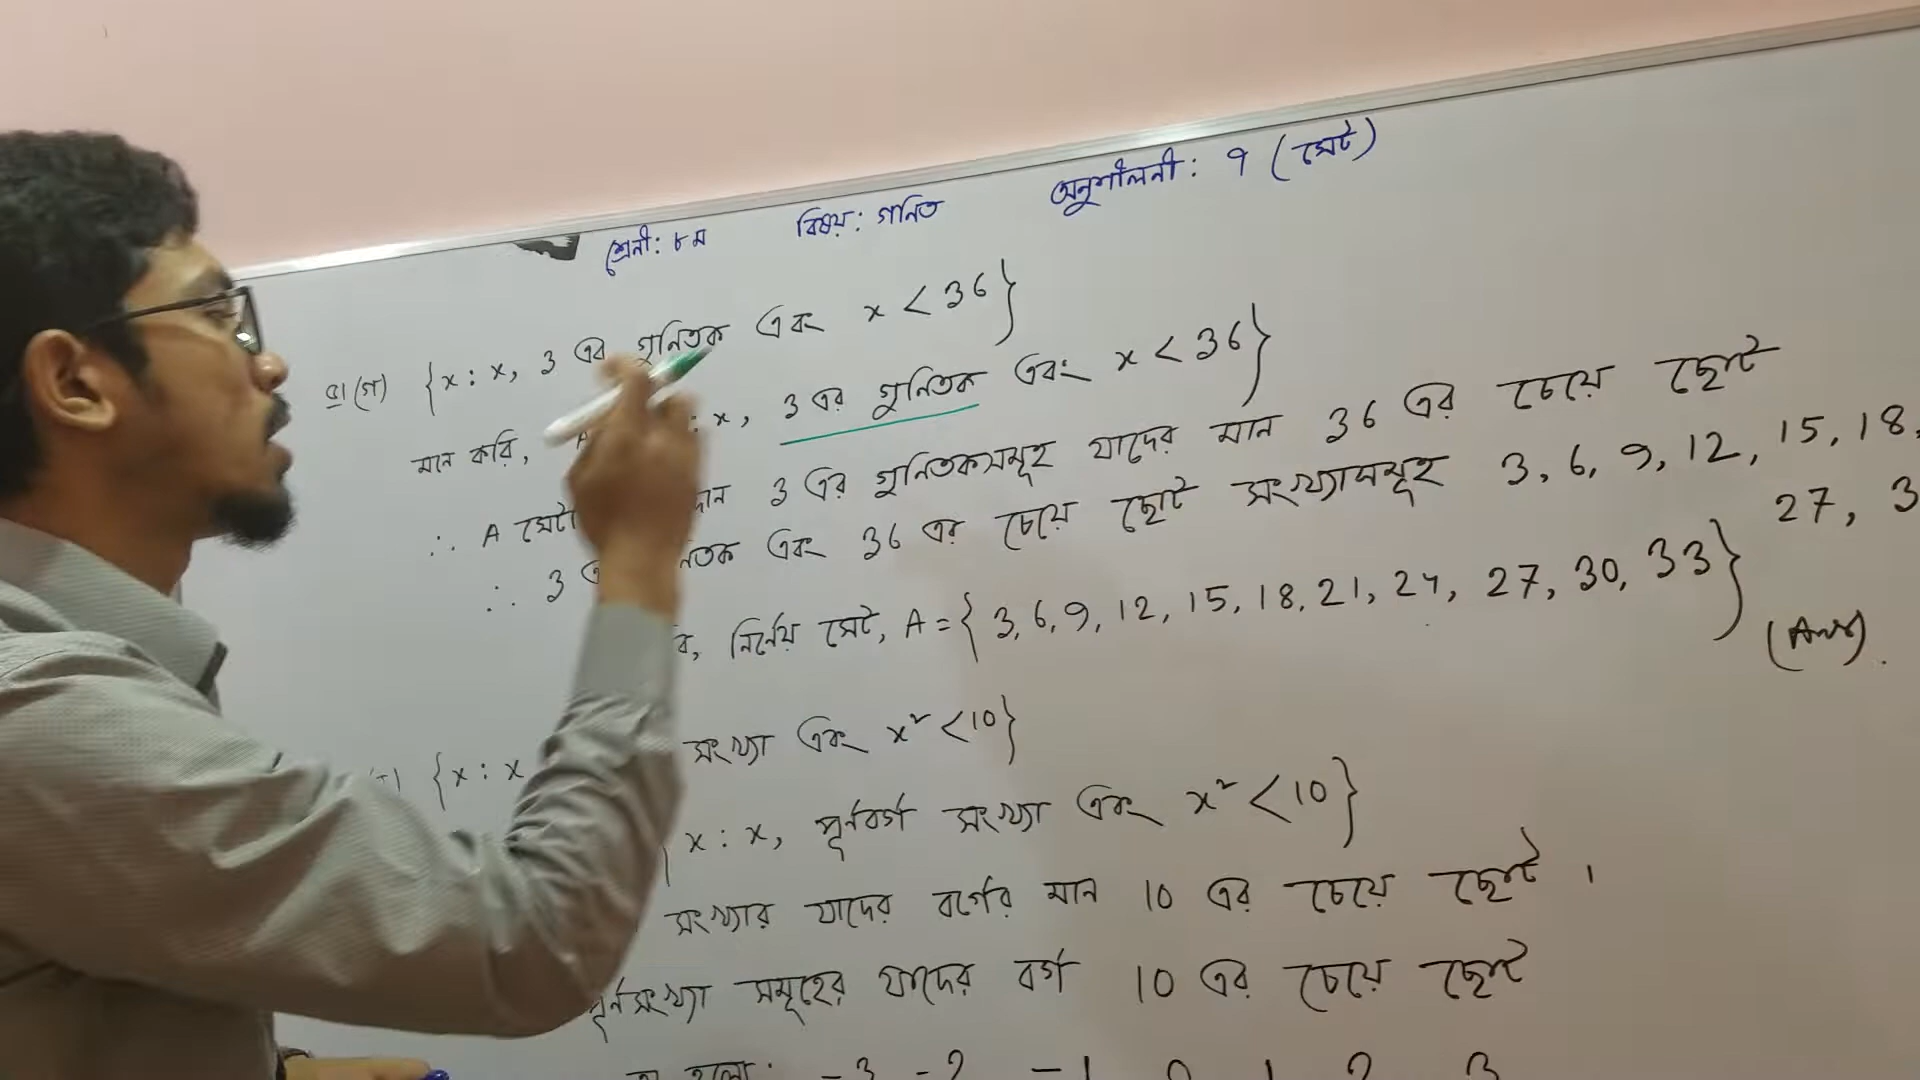 শ্রেনী: ৮ম বিষয়: গনিত অনুশীলনী: ৭ (সেট)
(গ) {x : x, 3 এর গুনিতক এবং x < 36}
মনে করি, A : x, 3 এর গুনিতক এবং x < 36}
∴ A সেটে 3 এর গুনিতকসমূহ যাদের মান 36 এর চেয়ে ছোট
∴ 3 এবং 36 এর চেয়ে ছোট সংখ্যাসমূহ 3, 6, 9, 12, 15, 18,
27, 3
নির্নেয় সেট, A = { 3, 6, 9, 12, 15, 18, 21, 24, 27, 30, 33}
(Ans).
{x : x সংখ্যা এবং x² <10}
x : x, পূর্নবর্গ সংখ্যা এবং x² <10}
সংখ্যার যাদের বর্গের মান 10 এর চেয়ে ছোট ।
পূর্নসংখ্যা সমূহের যাদের বর্গ 10 এর চেয়ে ছোট
হলো: -3 -2 -1 0 1 2 3